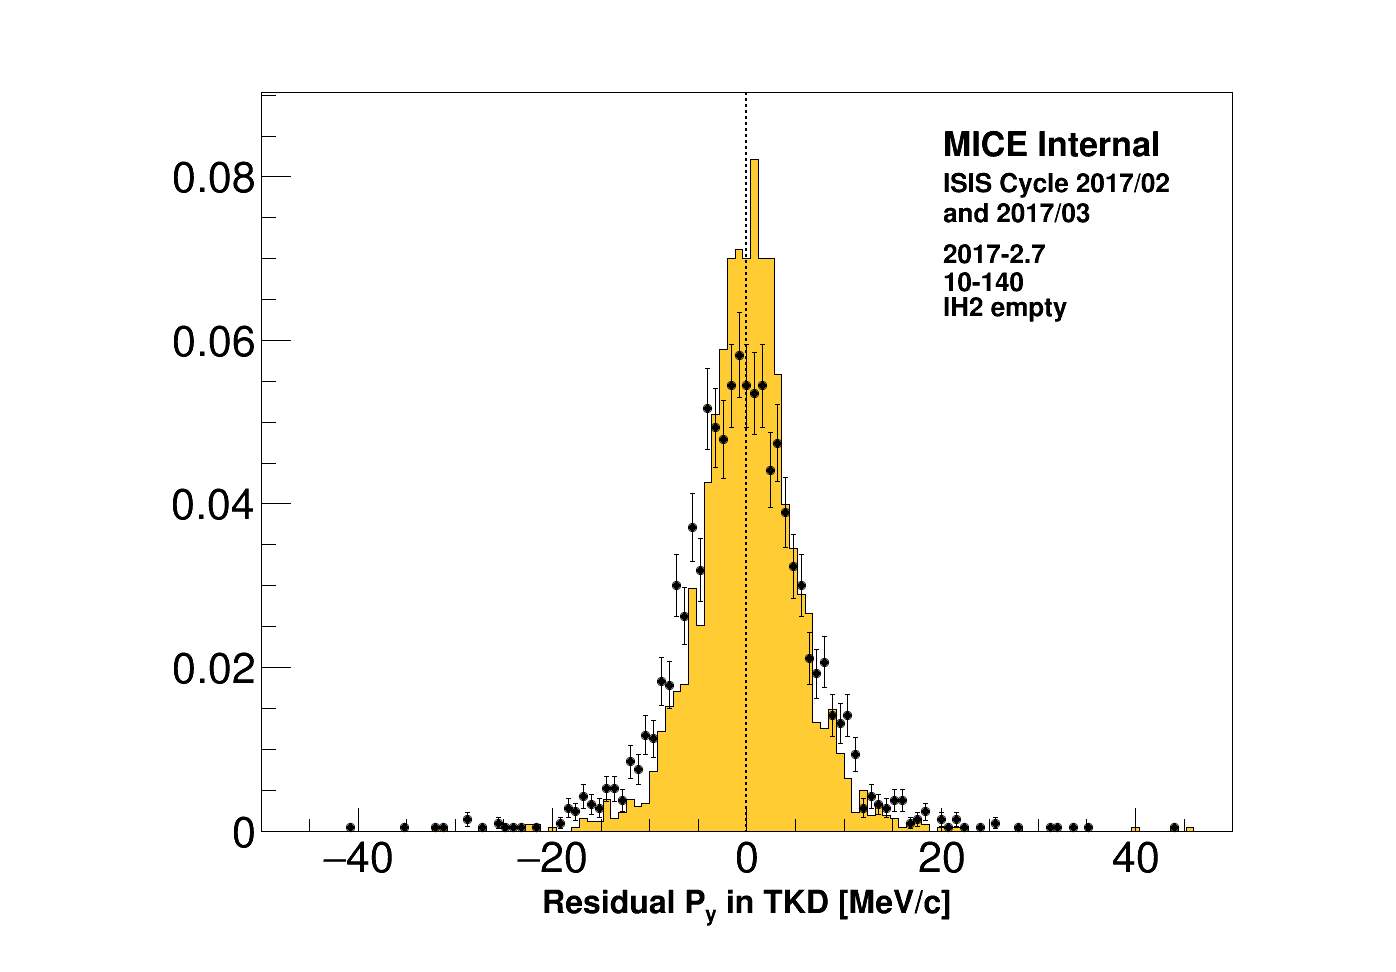 MICE Internal
ISIS Cycle 2017/02
and 2017/03
2017-2.7
10-140
IH2 empty
0.08
0.06
0.04
0.02
0
−40 −20 0 20 40
Residual Py in TKD [MeV/c]